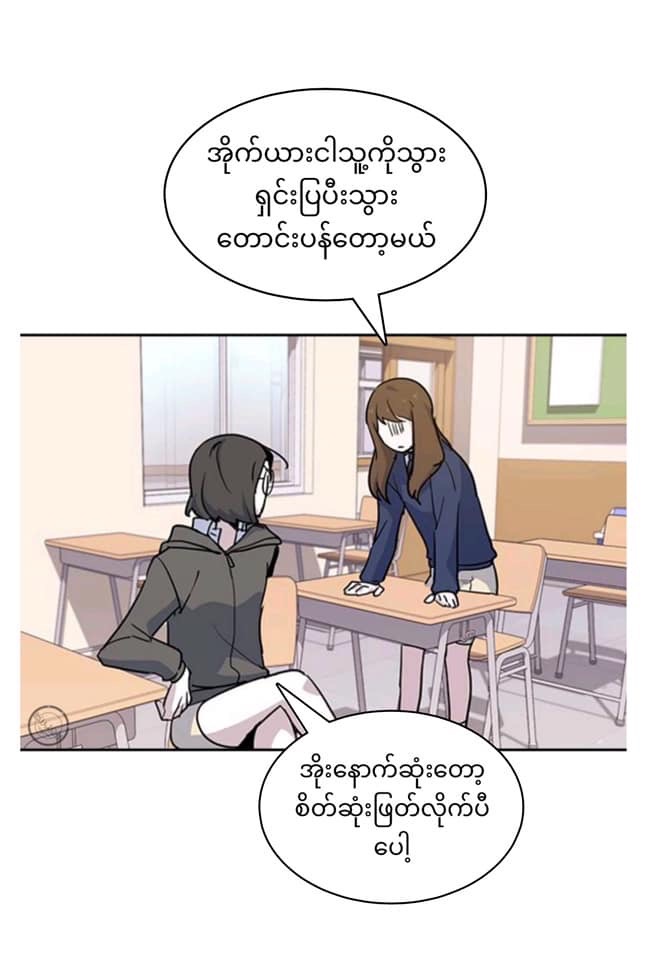 အိုက်ယားငါသူ့ကိုသွား
ရှင်းပြပီးသွား
တောင်းပန်တော့မယ်
အိုးနောက်ဆုံးတော့
စိတ်ဆုံးဖြတ်လိုက်ပီ
ပေါ့